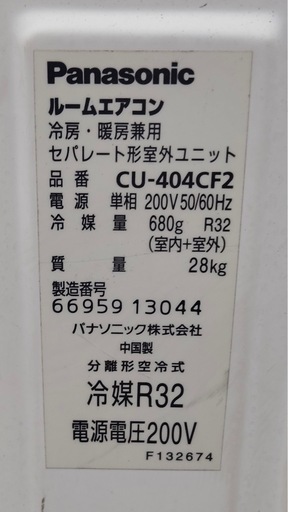 Panasonic
ルームエアコン
冷房・暖房兼用
セパレート形室外ユニット
品番 CU-404CF2
電源 単相 200V 50/60Hz
冷媒量 680g R32
(室内+室外)
質量 28kg
製造番号
66959 13044
パナソニック株式会社
中国製
分離形空冷式
冷媒R32
電源電圧200V
F132674